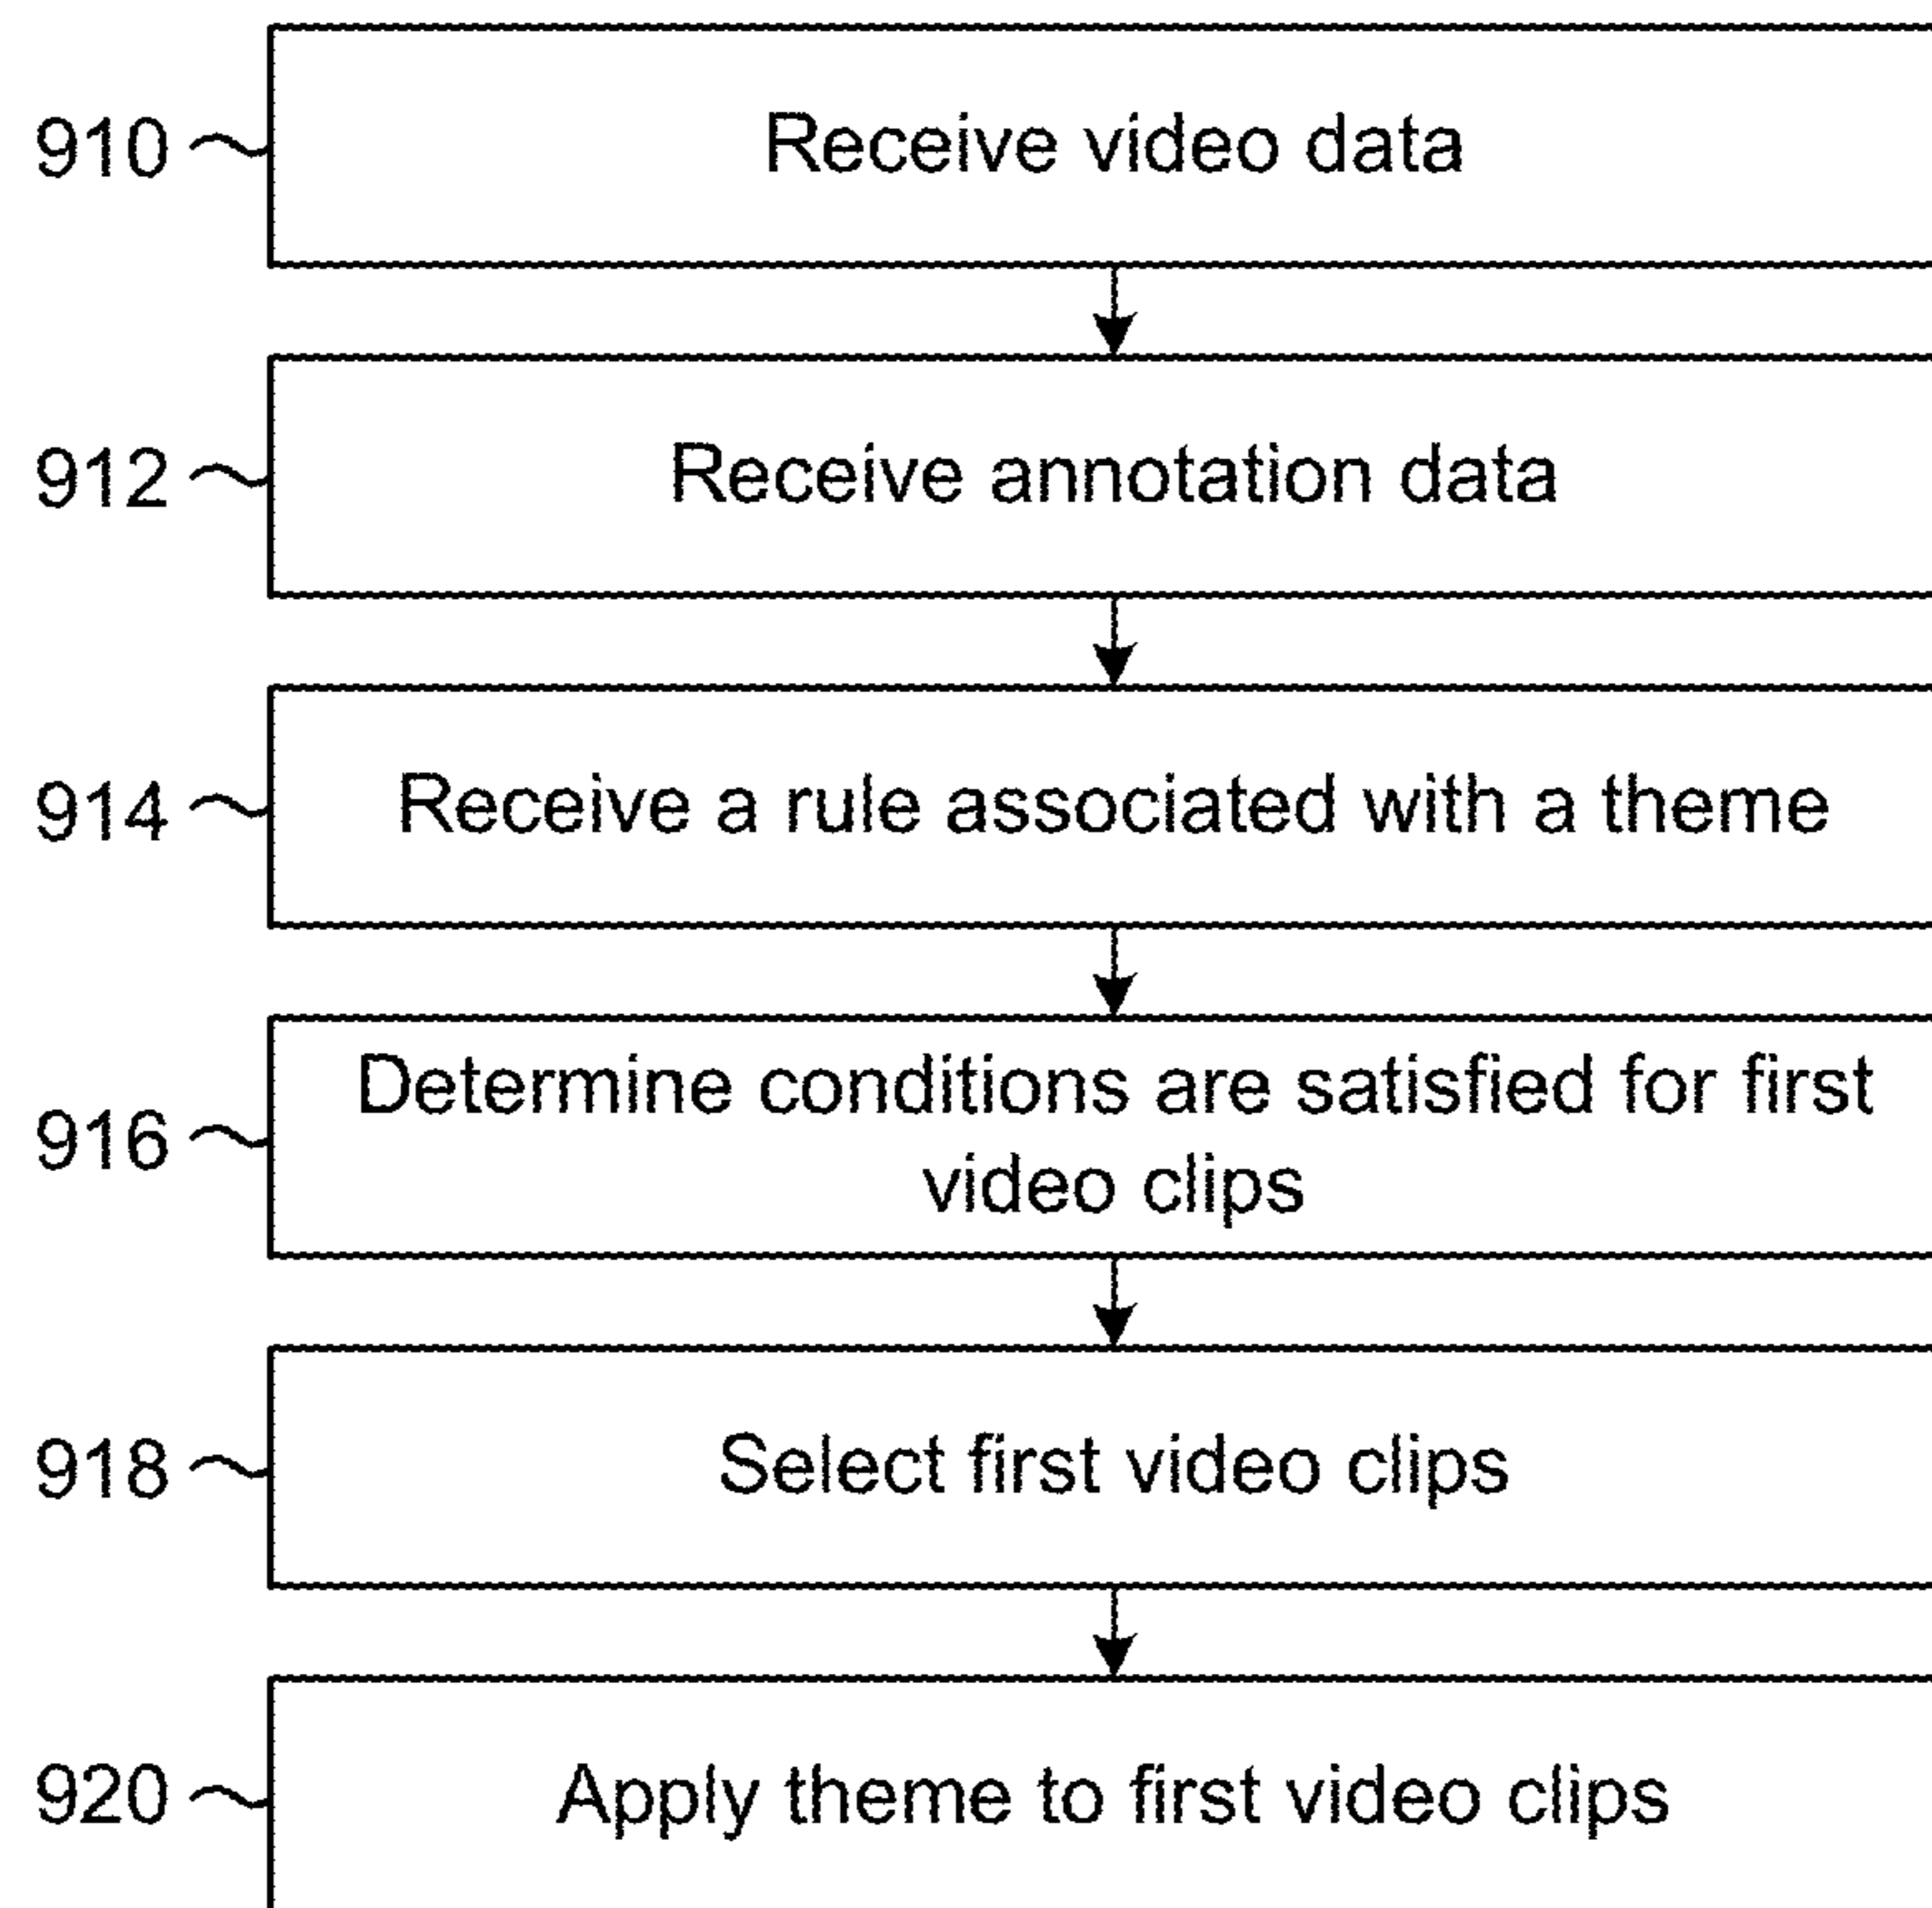 910
Receive video data
912
Receive annotation data
914
Receive a rule associated with a theme
916
Determine conditions are satisfied for first
video clips
918
Select first video clips
920
Apply theme to first video clips